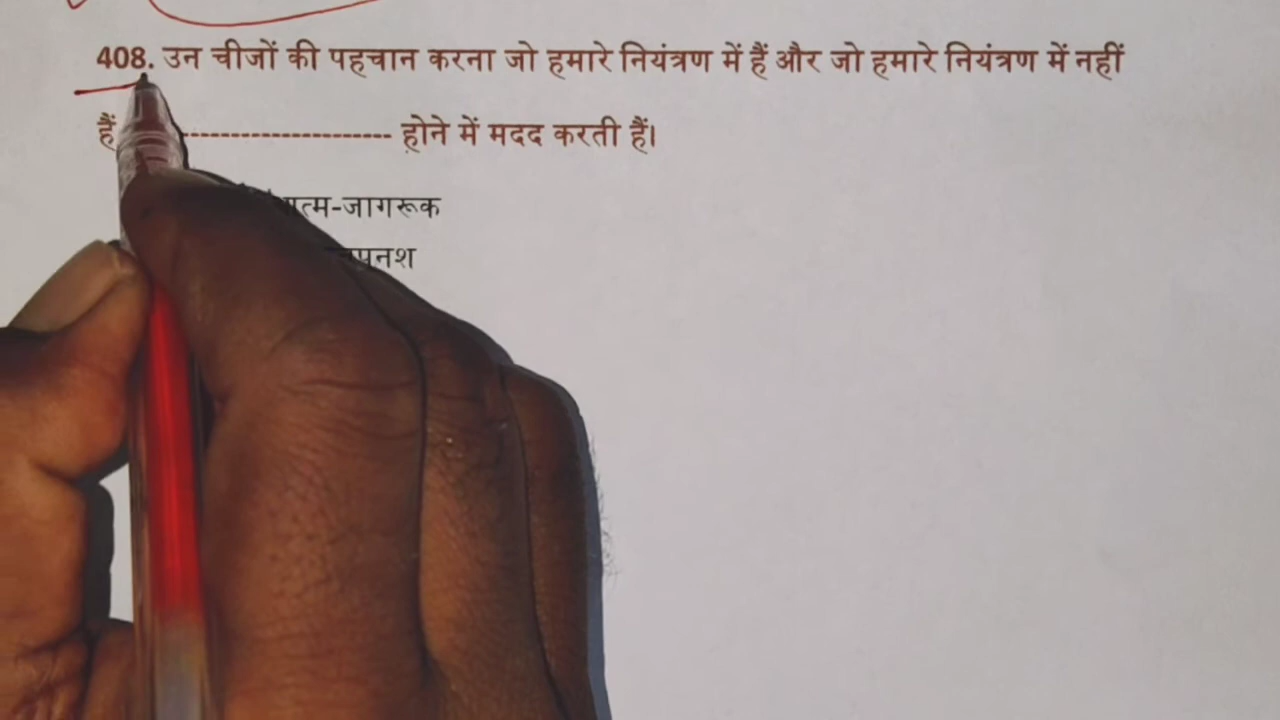 408. उन चीजों की पहचान करना जो हमारे नियंत्रण में हैं और जो हमारे नियंत्रण में नहीं
हैं ---------------------- होने में मदद करती हैं।